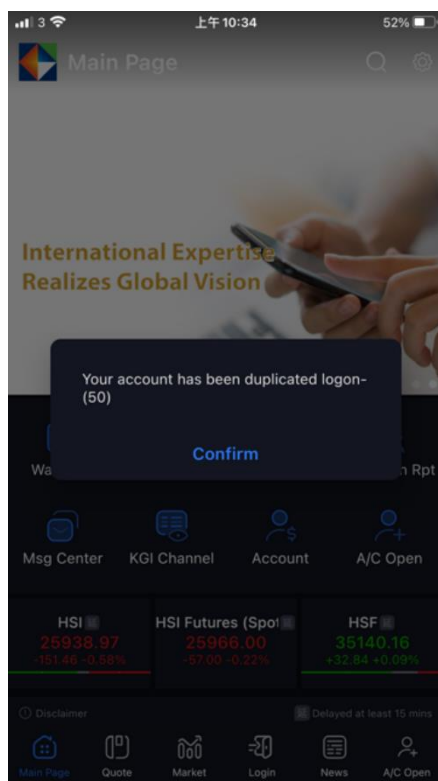 3
上午10:34
52%
Main Page
International Expertise
Realizes Global Vision
Your account has been duplicated logon-
(50)
Confirm
Wa
n Rpt
Msg Center
KGI Channel
Account
A/C Open
HSI
HSI Futures (Spot
HSF
25938.97
25966.00
35140.16
-151.46 -0.58%
-57.00 -0.22%
+32.84 +0.09%
Disclaimer
Delayed at least 15 mins
Main Page
Quote
Market
Login
News
A/C Open